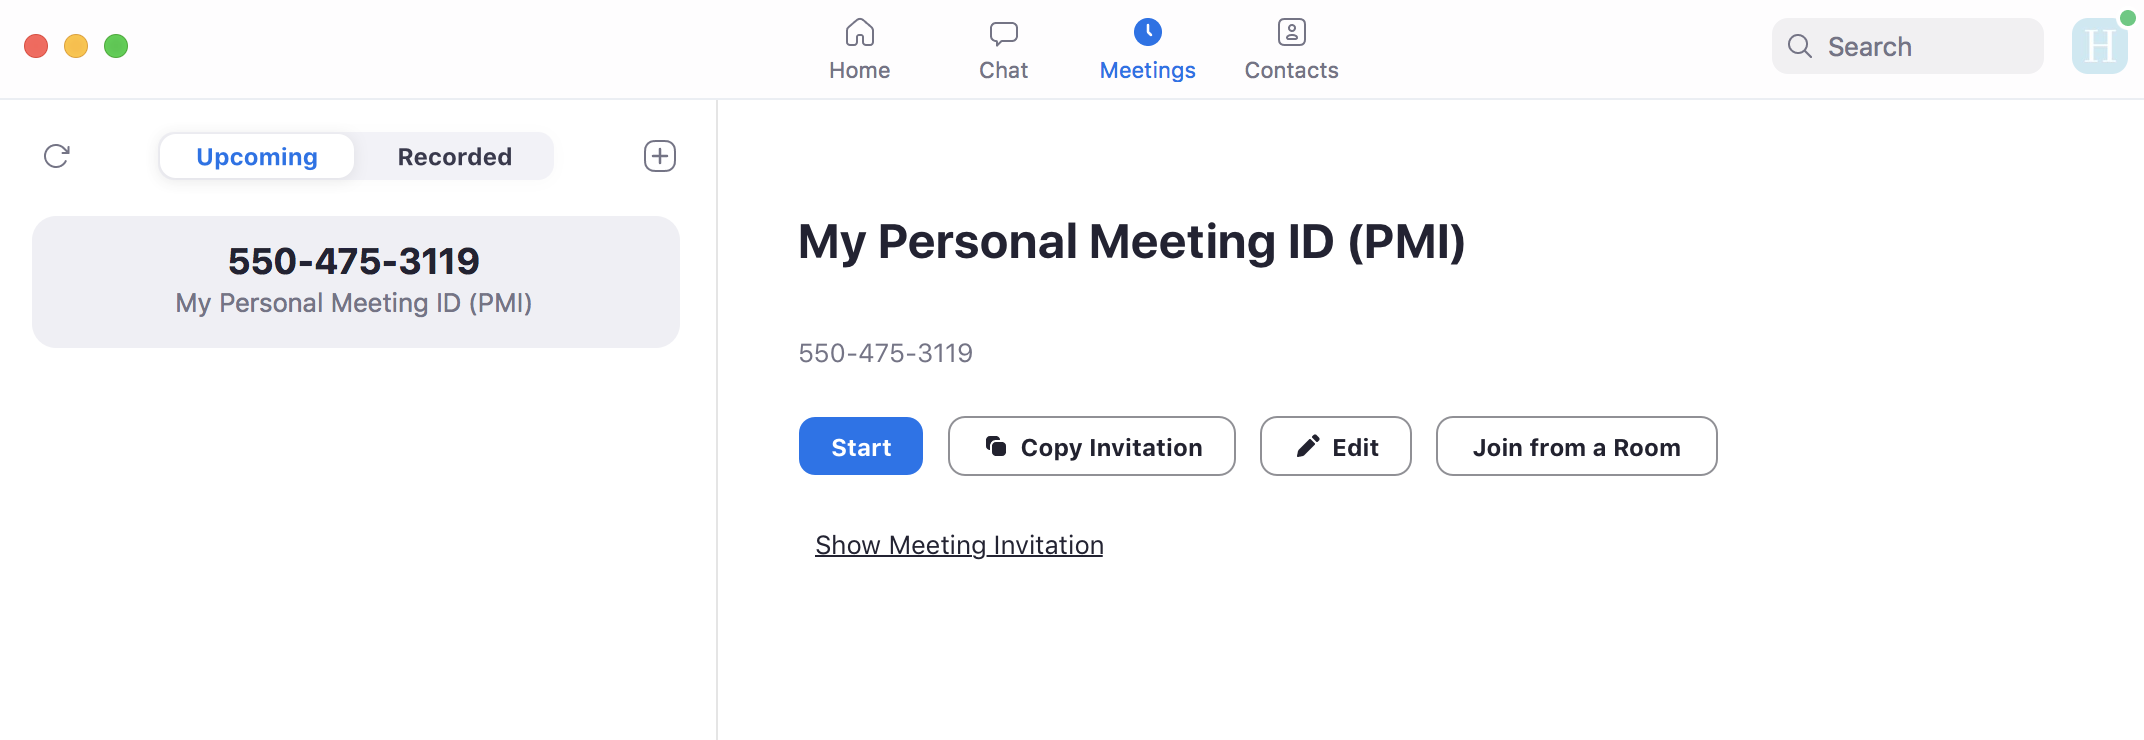 Home
Chat
Meetings
Contacts
Search
H
Upcoming
Recorded
550-475-3119
My Personal Meeting ID (PMI)
My Personal Meeting ID (PMI)
550-475-3119
Start
Copy Invitation
Edit
Join from a Room
Show Meeting Invitation